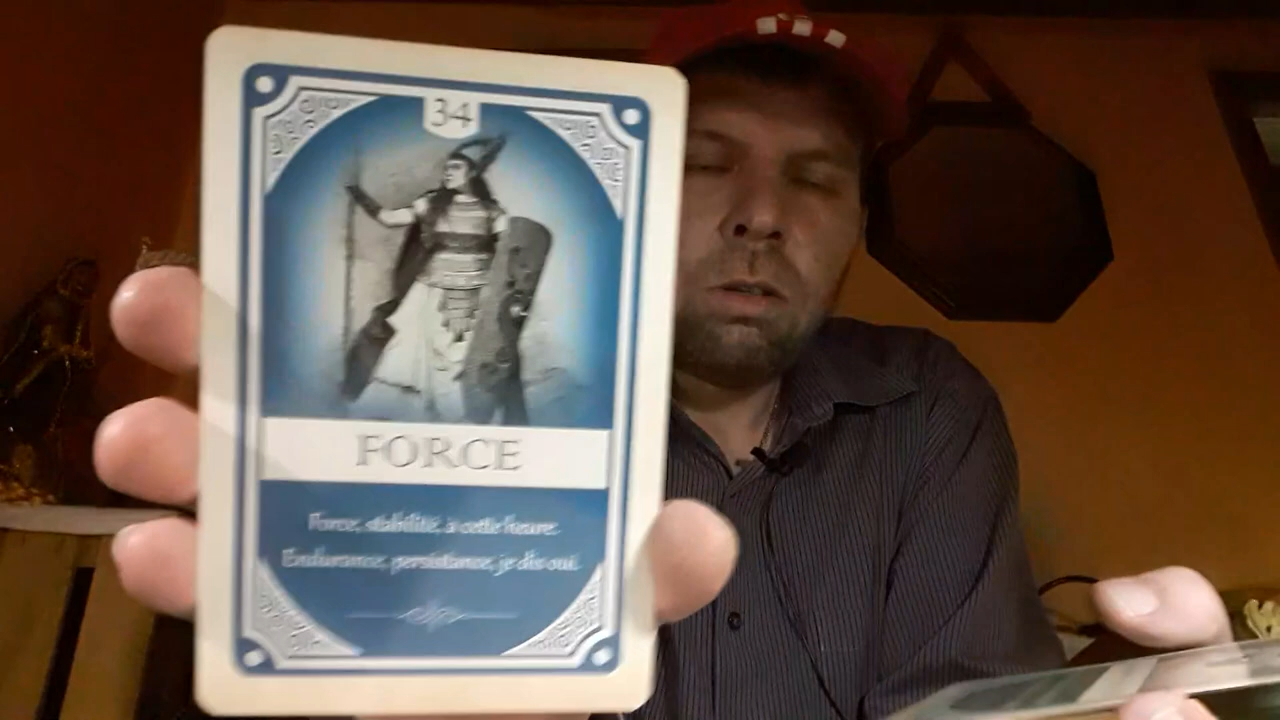 34
FORCE
Force, stabilité, à cette heure.
Endurance, persistance, je dis oui.